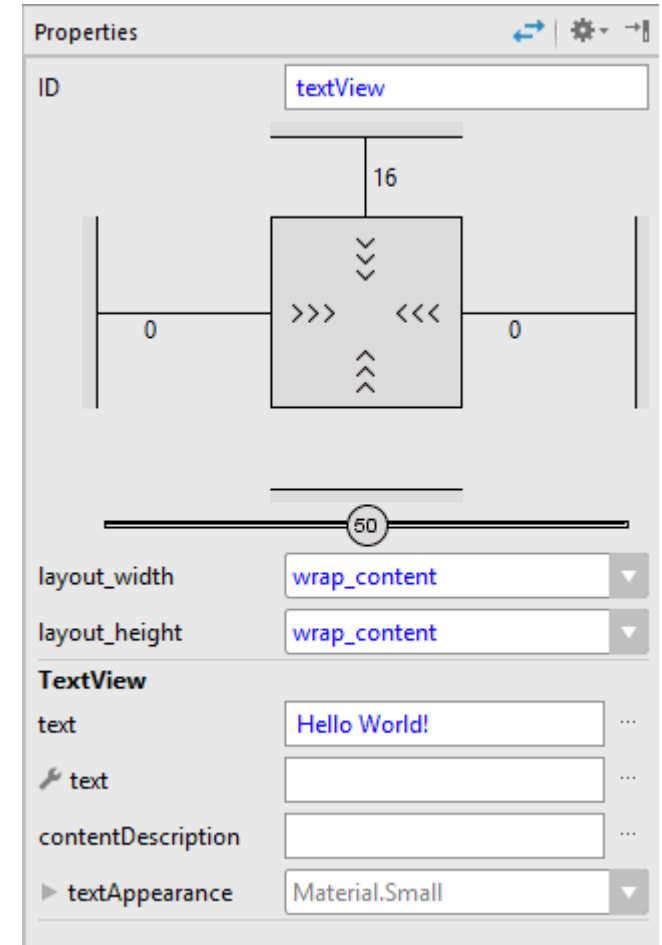 Properties
ID textView
16
0 0
50
layout_width wrap_content
layout_height wrap_content
TextView
text Hello World! ...
text ...
contentDescription ...
textAppearance Material.Small